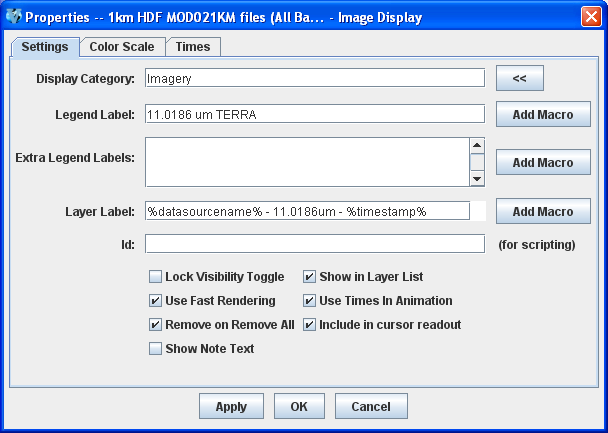 Properties -- 1km HDF MOD021KM files (All Ba... - Image Display
Settings Color Scale Times
Display Category: Imagery <<
Legend Label: 11.0186 um TERRA Add Macro
Extra Legend Labels: Add Macro
Layer Label: %datasourcename% - 11.0186um - %timestamp% Add Macro
Id: (for scripting)
Lock Visibility Toggle Show in Layer List
Use Fast Rendering Use Times In Animation
Remove on Remove All Include in cursor readout
Show Note Text
Apply OK Cancel